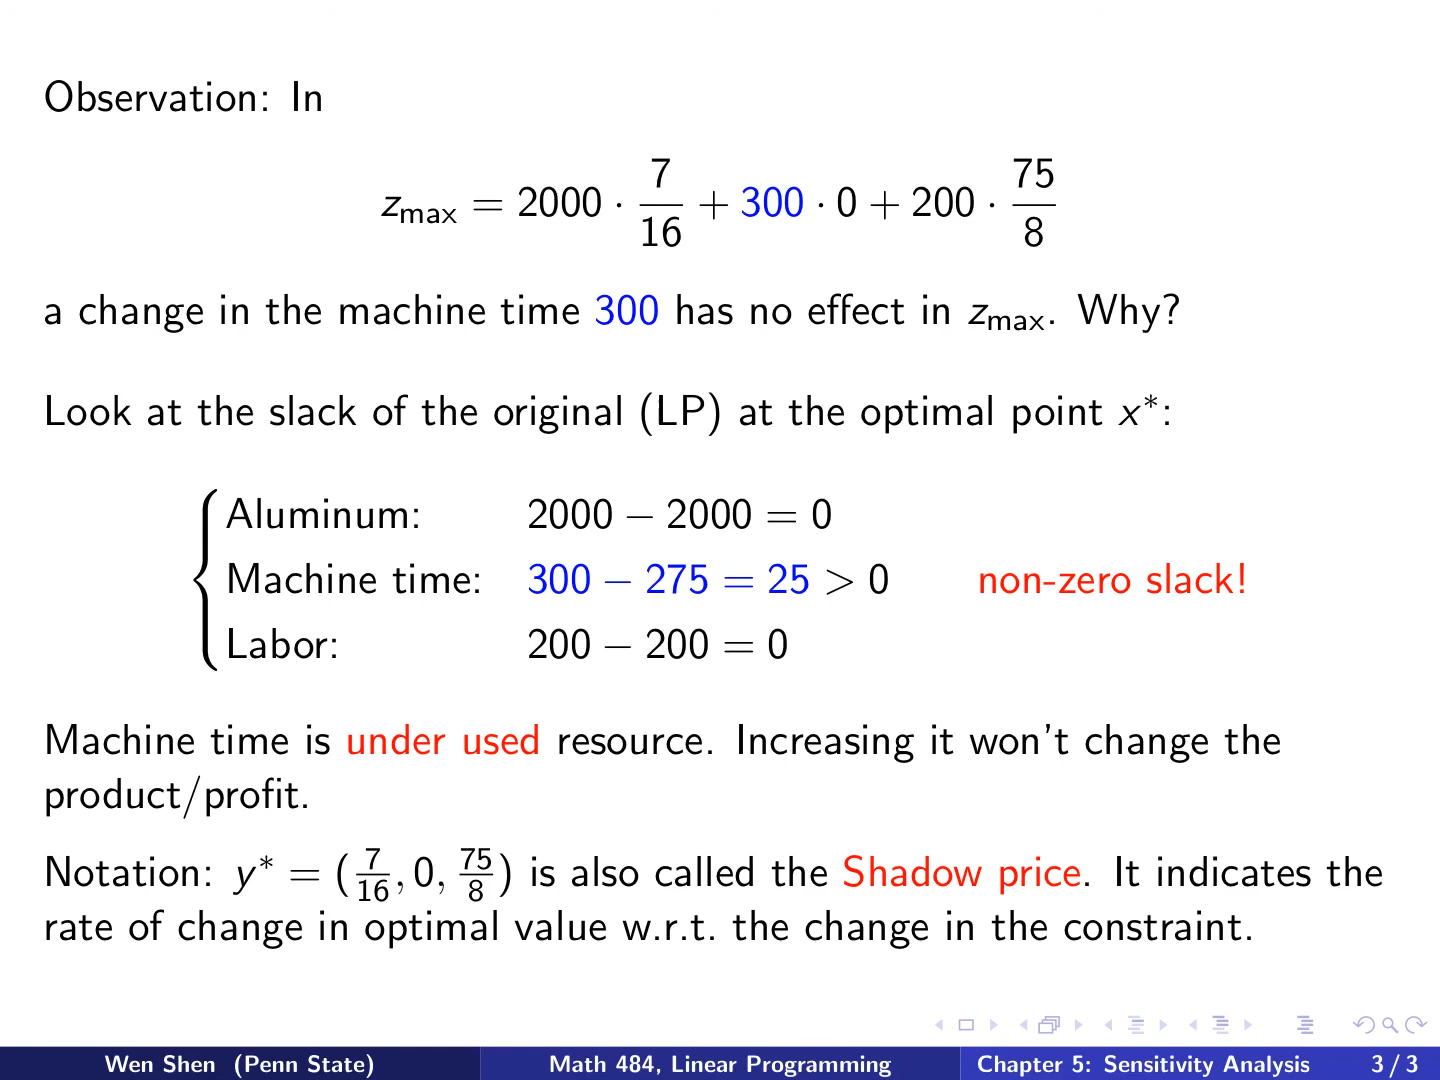 Observation: In
z_max = 2000 · 7/16 + 300 · 0 + 200 · 75/8
a change in the machine time 300 has no effect in z_max. Why?
Look at the slack of the original (LP) at the optimal point x*:
Aluminum: 2000 − 2000 = 0
Machine time: 300 − 275 = 25 > 0 non-zero slack!
Labor: 200 − 200 = 0
Machine time is under used resource. Increasing it won't change the
product/profit.
Notation: y* = (7/16, 0, 75/8) is also called the Shadow price. It indicates the
rate of change in optimal value w.r.t. the change in the constraint.
Wen Shen (Penn State) Math 484, Linear Programming Chapter 5: Sensitivity Analysis 3 / 3